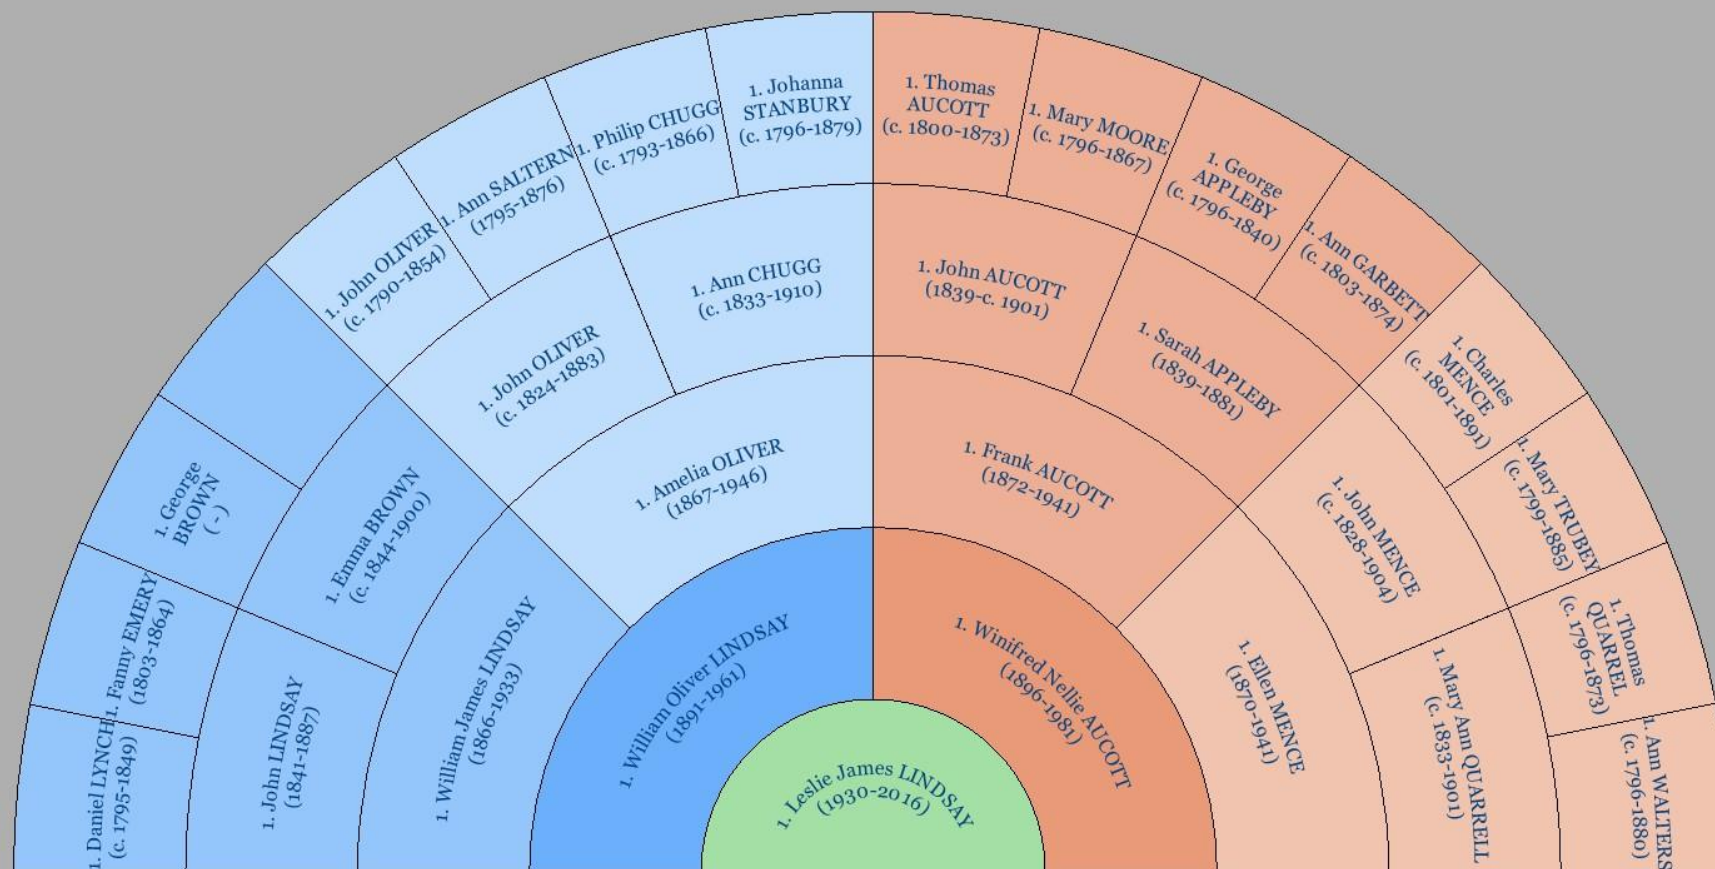 1. Daniel LYNCH
(c. 1795-1849)
1. Fanny EMERY
(1803-1864)
1. George
BROWN
( - )
1. John OLIVER
(c. 1790-1854)
1. Ann SALTERN
(1795-1876)
1. Philip CHUGG
(c. 1793-1866)
1. Johanna
STANBURY
(c. 1796-1879)
1. Thomas
AUCOTT
(c. 1800-1873)
1. Mary MOORE
(c. 1796-1867)
1. George
APPLEBY
(c. 1796-1840)
1. Ann GARBETT
(c. 1803-1874)
1. Charles
MENCE
(c. 1801-1891)
1. Mary TRUBEY
(c. 1799-1885)
1. Thomas
QUARREL
(c. 1796-1873)
1. Ann WALTERS
(c. 1796-1880)
1. John LINDSAY
(1841-1887)
1. Emma BROWN
(c. 1844-1900)
1. John OLIVER
(c. 1824-1883)
1. Ann CHUGG
(c. 1833-1910)
1. John AUCOTT
(1839-c. 1901)
1. Sarah APPLEBY
(1839-1881)
1. John MENCE
(c. 1828-1904)
1. Mary Ann QUARRELL
(c. 1833-1901)
1. William James LINDSAY
(1866-1933)
1. Amelia OLIVER
(1867-1946)
1. Frank AUCOTT
(1872-1941)
1. Ellen MENCE
(1870-1941)
1. William Oliver LINDSAY
(1891-1961)
1. Winifred Nellie AUCOTT
(1896-1981)
1. Leslie James LINDSAY
(1930-2016)